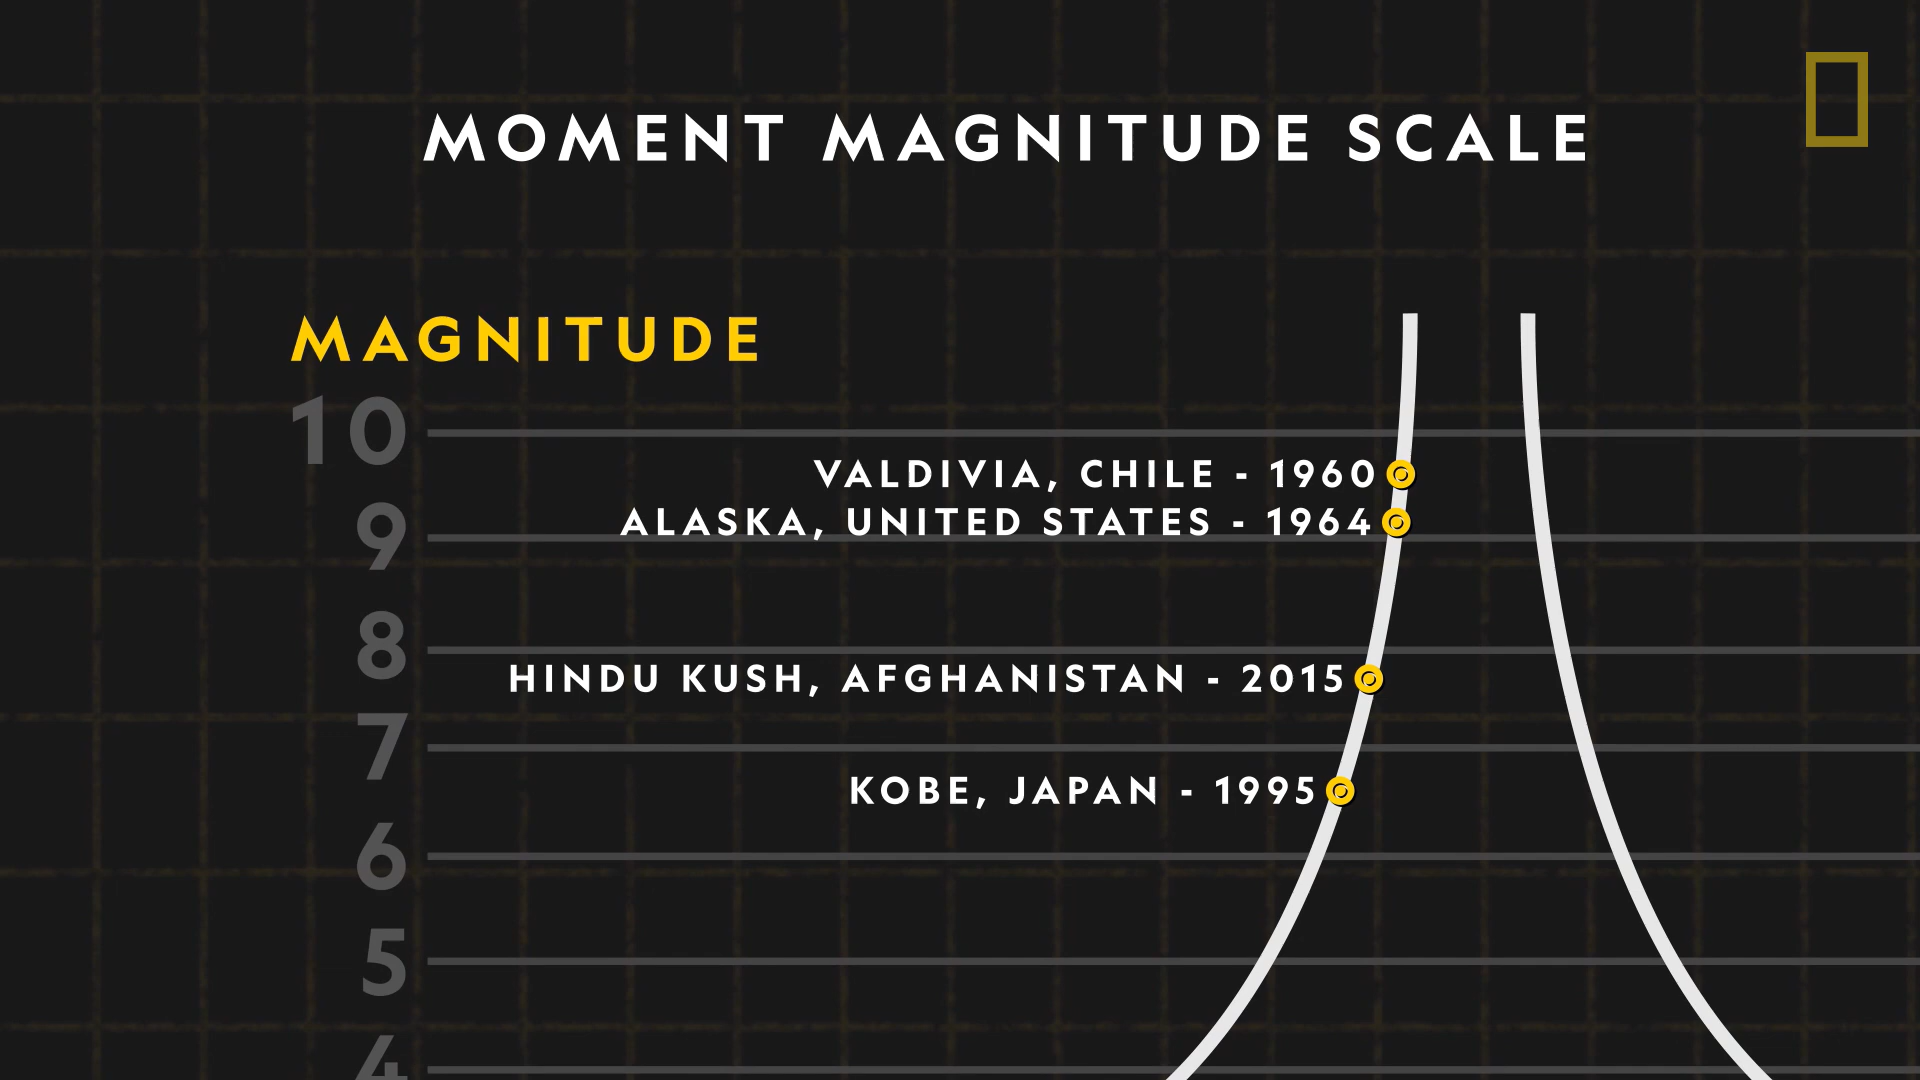 MOMENT MAGNITUDE SCALE
MAGNITUDE
10
VALDIVIA, CHILE - 1960
9
ALASKA, UNITED STATES - 1964
8
HINDU KUSH, AFGHANISTAN - 2015
7
KOBE, JAPAN - 1995
6
5
4